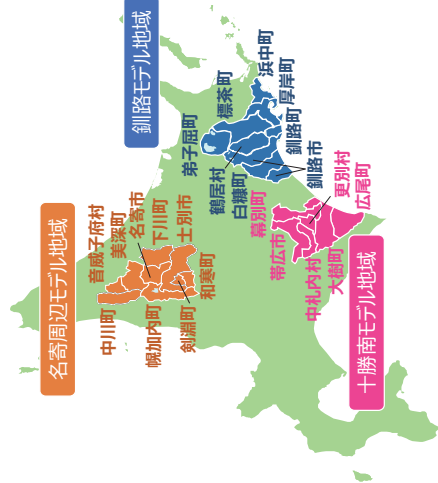 名寄周辺モデル地域
音威子府村
美深町
名寄市
下川町
士別市
中川町
幌加内町
剣淵町
和寒町
釧路モデル地域
弟子屈町
標茶町
浜中町
厚岸町
釧路町
釧路市
鶴居村
白糠町
十勝南モデル地域
幕別町
帯広市
更別村
広尾町
中札内村
大樹町